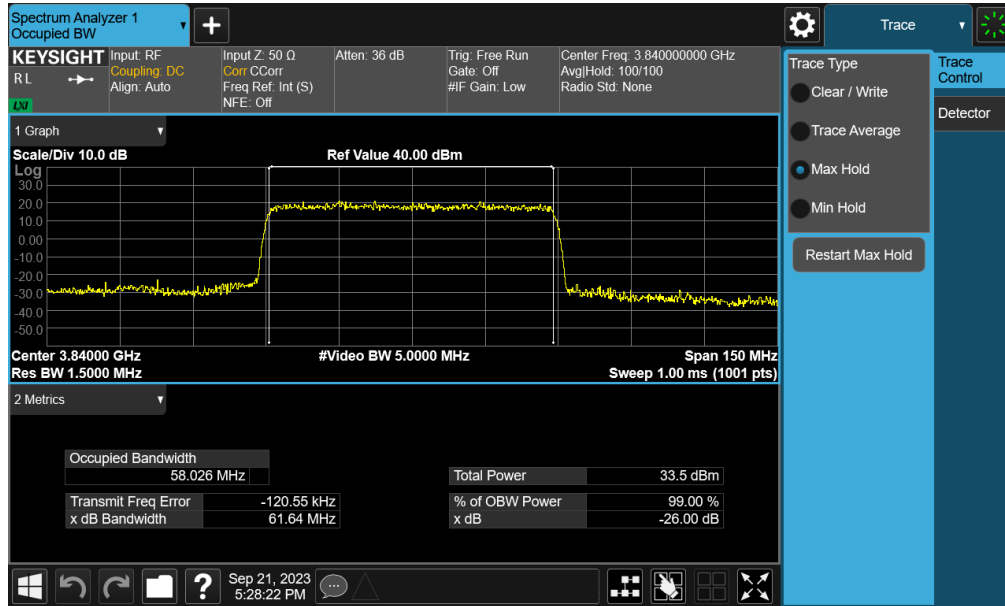 Spectrum Analyzer 1
Occupied BW
+
Trace
KEYSIGHT
R L
LXI
Input: RF
Coupling: DC
Align: Auto
Input Z: 50 Ω
Corr CCorr
Freq Ref: Int (S)
NFE: Off
Atten: 36 dB
Trig: Free Run
Gate: Off
#IF Gain: Low
Center Freq: 3.840000000 GHz
Avg|Hold: 100/100
Radio Std: None
Trace Type
Clear / Write
Trace Average
Max Hold
Min Hold
Restart Max Hold
Trace
Control
Detector
1 Graph
Scale/Div 10.0 dB
Ref Value 40.00 dBm
Log
30.0
20.0
10.0
0.00
-10.0
-20.0
-30.0
-40.0
-50.0
Center 3.84000 GHz
#Video BW 5.0000 MHz
Span 150 MHz
Res BW 1.5000 MHz
Sweep 1.00 ms (1001 pts)
2 Metrics
Occupied Bandwidth
58.026 MHz
Total Power 33.5 dBm
Transmit Freq Error -120.55 kHz
% of OBW Power 99.00 %
x dB Bandwidth 61.64 MHz
x dB -26.00 dB
?
Sep 21, 2023
5:28:22 PM